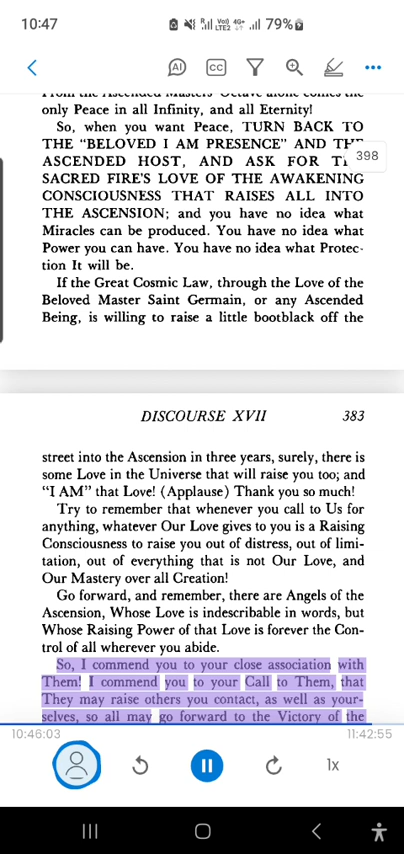 10:47
79%
AI
CC
From the Ascended Masters' Octave alone comes the
only Peace in all Infinity, and all Eternity!
So, when you want Peace, TURN BACK TO
THE “BELOVED I AM PRESENCE” AND THE
398
ASCENDED HOST, AND ASK FOR
SACRED FIRE'S LOVE OF THE AWAKENING
CONSCIOUSNESS THAT RAISES ALL INTO
THE ASCENSION; and you have no idea what
Miracles can be produced. You have no idea what
Power you can have. You have no idea what Protec-
tion It will be.
If the Great Cosmic Law, through the Love of the
Beloved Master Saint Germain, or any Ascended
Being, is willing to raise a little bootblack off the
DISCOURSE XVII 383
street into the Ascension in three years, surely, there is
some Love in the Universe that will raise you too; and
“I AM” that Love! (Applause) Thank you so much!
Try to remember that whenever you call to Us for
anything, whatever Our Love gives to you is a Raising
Consciousness to raise you out of distress, out of limi-
tation, out of everything that is not Our Love, and
Our Mastery over all Creation!
Go forward, and remember, there are Angels of the
Ascension, Whose Love is indescribable in words, but
Whose Raising Power of that Love is forever the Con-
trol of all wherever you abide.
So, I commend you to your close association with
Them! I commend you to your Call to Them, that
They may raise others you contact, as well as your-
selves, so all may go forward to the Victory of the
10:46:03 11:42:55
1x